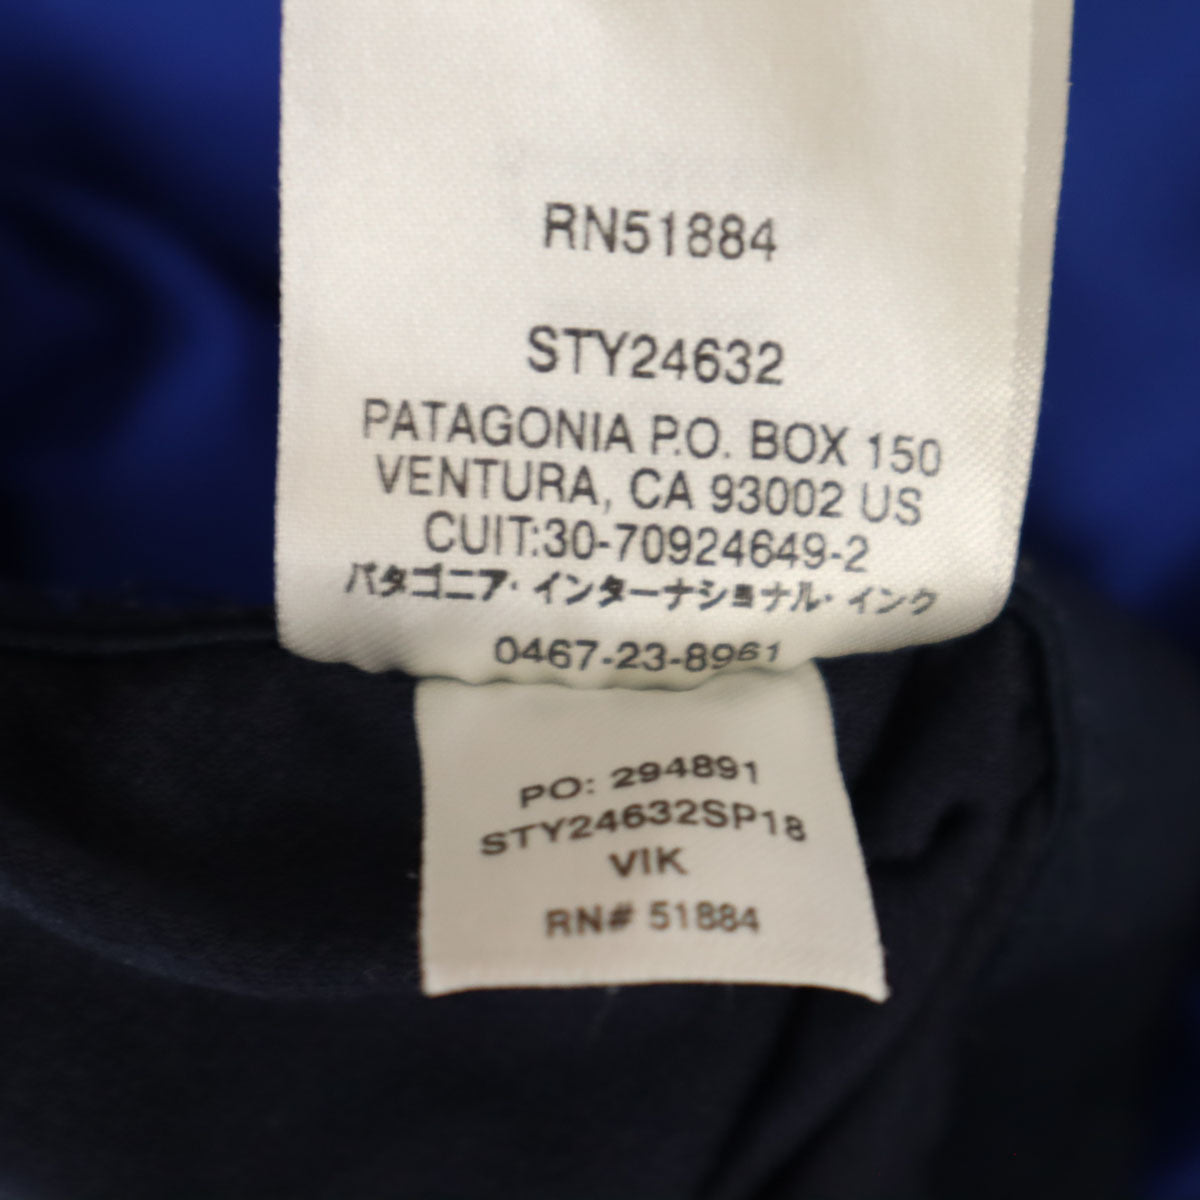 RN51884
STY24632
PATAGONIA P.O. BOX 150
VENTURA, CA 93002 US
CUIT:30-70924649-2
パタゴニア・インターナショナル・インク
0467-23-8961
PO: 294891
STY24632SP18
VIK
RN# 51884